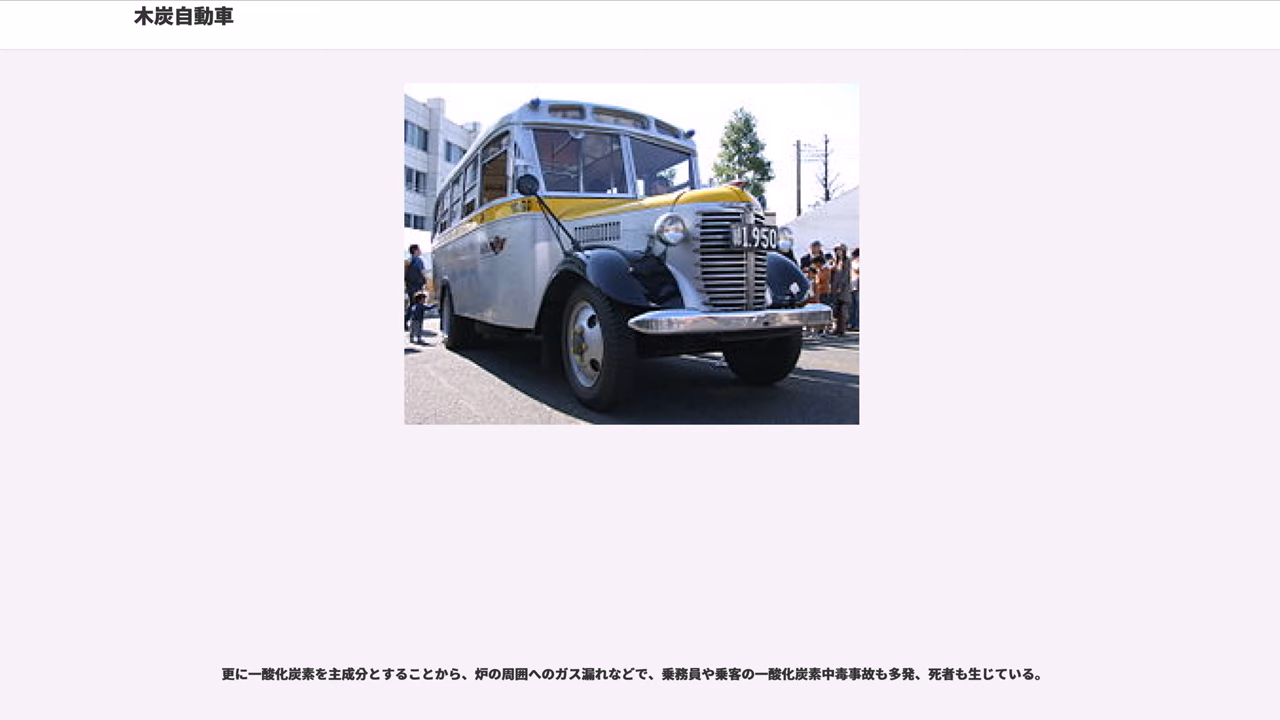 木炭自動車
1.950
更に一酸化炭素を主成分とすることから、炉の周囲へのガス漏れなどで、乗務員や乗客の一酸化炭素中毒事故も多発、死者も生じている。